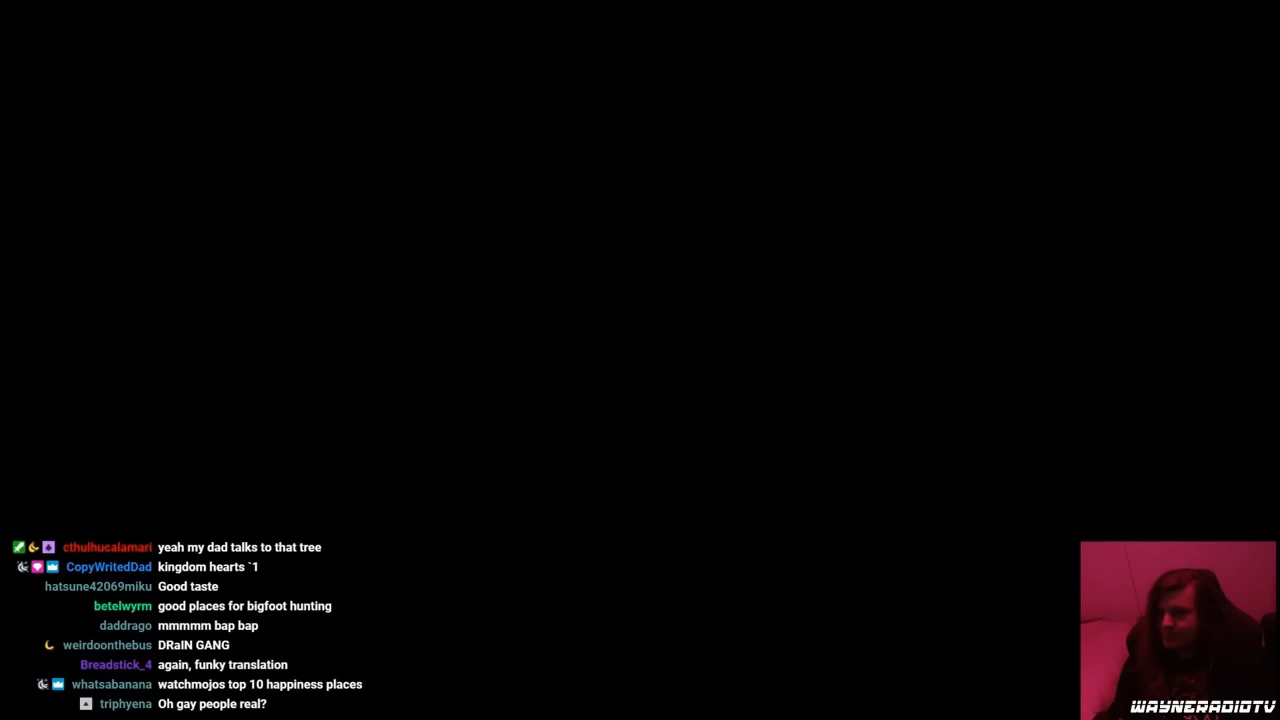 cthulhucalamari yeah my dad talks to that tree
CopyWritedDad kingdom hearts `1
hatsune42069miku Good taste
betelwyrm good places for bigfoot hunting
daddrago mmmmm bap bap
weirdoonthebus DRaIN GANG
Breadstick_4 again, funky translation
whatsabanana watchmojos top 10 happiness places
triphyena Oh gay people real?
WAYNERADIOTV